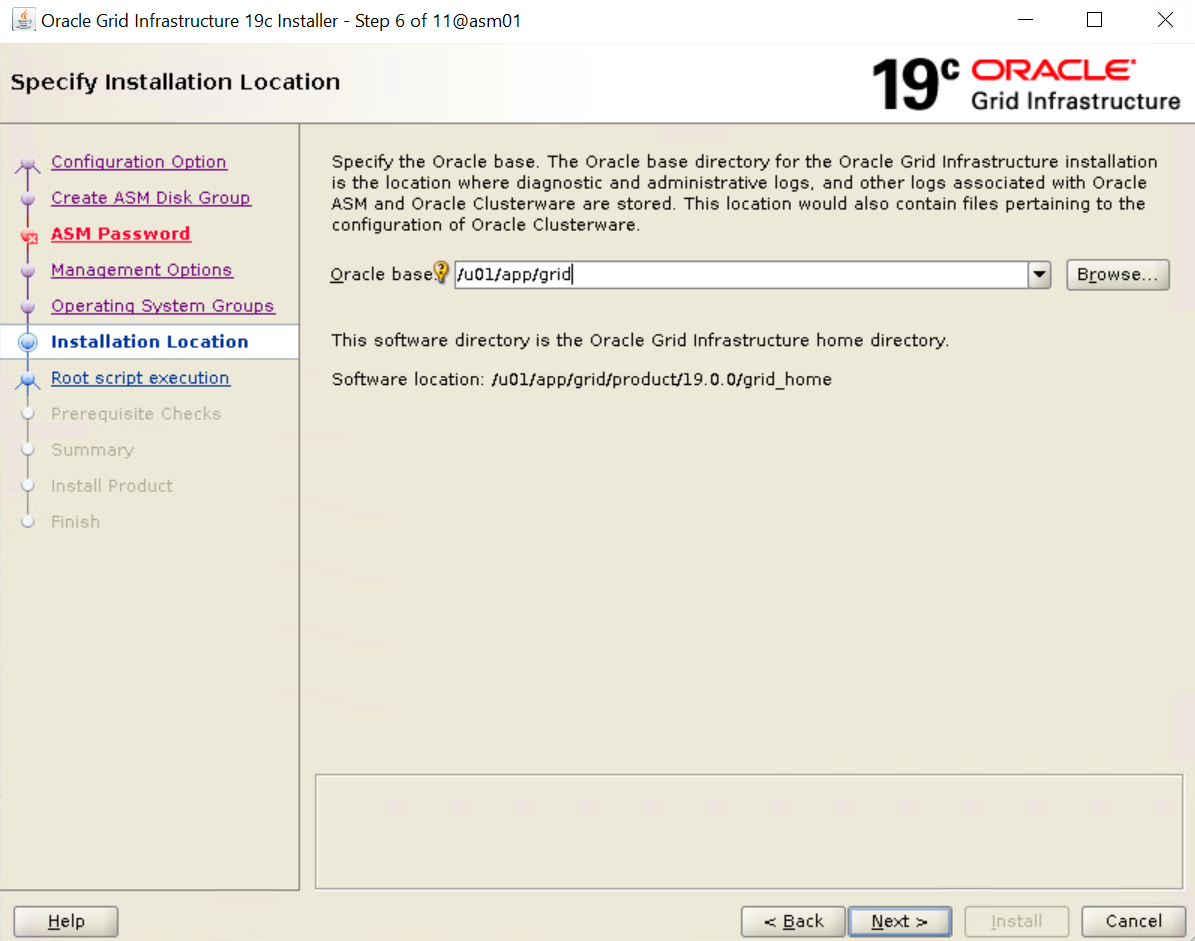 Oracle Grid Infrastructure 19c Installer - Step 6 of 11@asm01
Specify Installation Location
19c ORACLE
Grid Infrastructure
Configuration Option
Create ASM Disk Group
ASM Password
Management Options
Operating System Groups
Installation Location
Root script execution
Prerequisite Checks
Summary
Install Product
Finish
Specify the Oracle base. The Oracle base directory for the Oracle Grid Infrastructure installation
is the location where diagnostic and administrative logs, and other logs associated with Oracle
ASM and Oracle Clusterware are stored. This location would also contain files pertaining to the
configuration of Oracle Clusterware.
Oracle base: /u01/app/grid Browse...
This software directory is the Oracle Grid Infrastructure home directory.
Software location: /u01/app/grid/product/19.0.0/grid_home
Help < Back Next > Install Cancel